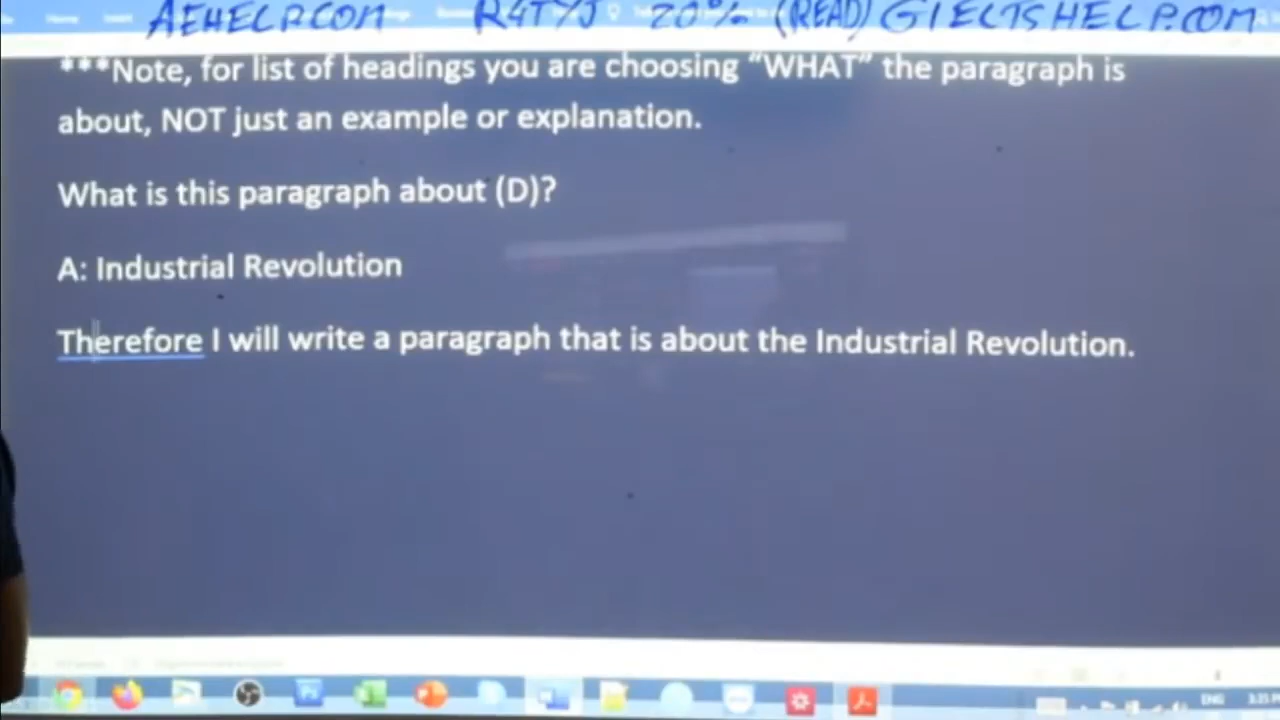 AEHELP.COM R4TYJ 20% (READ) GIELTSHELP.COM
***Note, for list of headings you are choosing "WHAT" the paragraph is
about, NOT just an example or explanation.
What is this paragraph about (D)?
A: Industrial Revolution
Therefore I will write a paragraph that is about the Industrial Revolution.
ENG